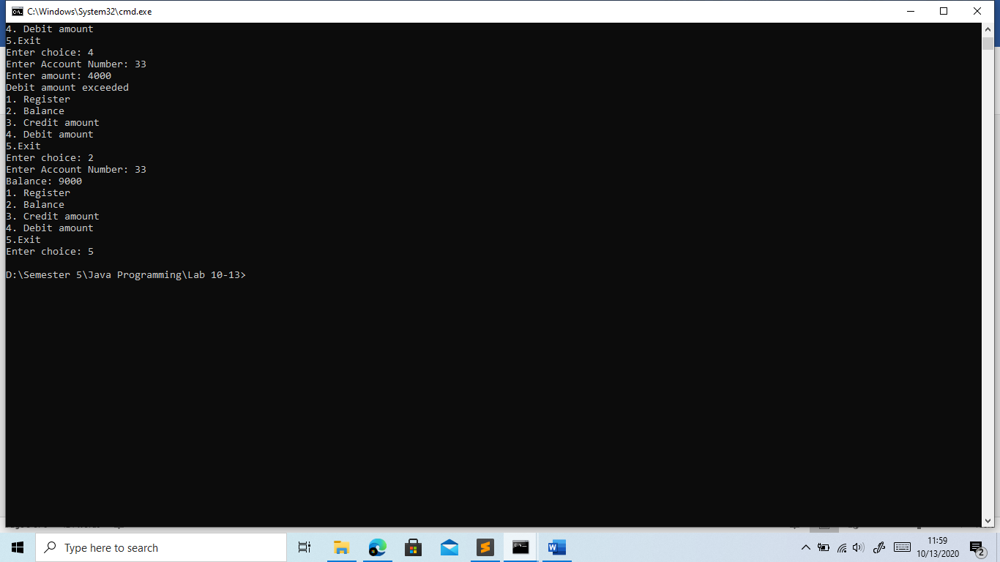 C:\Windows\System32\cmd.exe
4. Debit amount
5.Exit
Enter choice: 4
Enter Account Number: 33
Enter amount: 4000
Debit amount exceeded
1. Register
2. Balance
3. Credit amount
4. Debit amount
5.Exit
Enter choice: 2
Enter Account Number: 33
Balance: 9000
1. Register
2. Balance
3. Credit amount
4. Debit amount
5.Exit
Enter choice: 5
D:\Semester 5\Java Programming\Lab 10-13>
Type here to search
11:59
10/13/2020
2